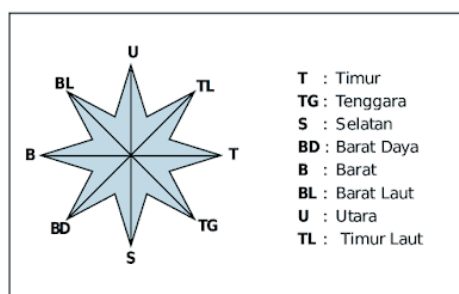 U
BL
TL
B
T
BD
TG
S
T : Timur
TG : Tenggara
S : Selatan
BD : Barat Daya
B : Barat
BL : Barat Laut
U : Utara
TL : Timur Laut